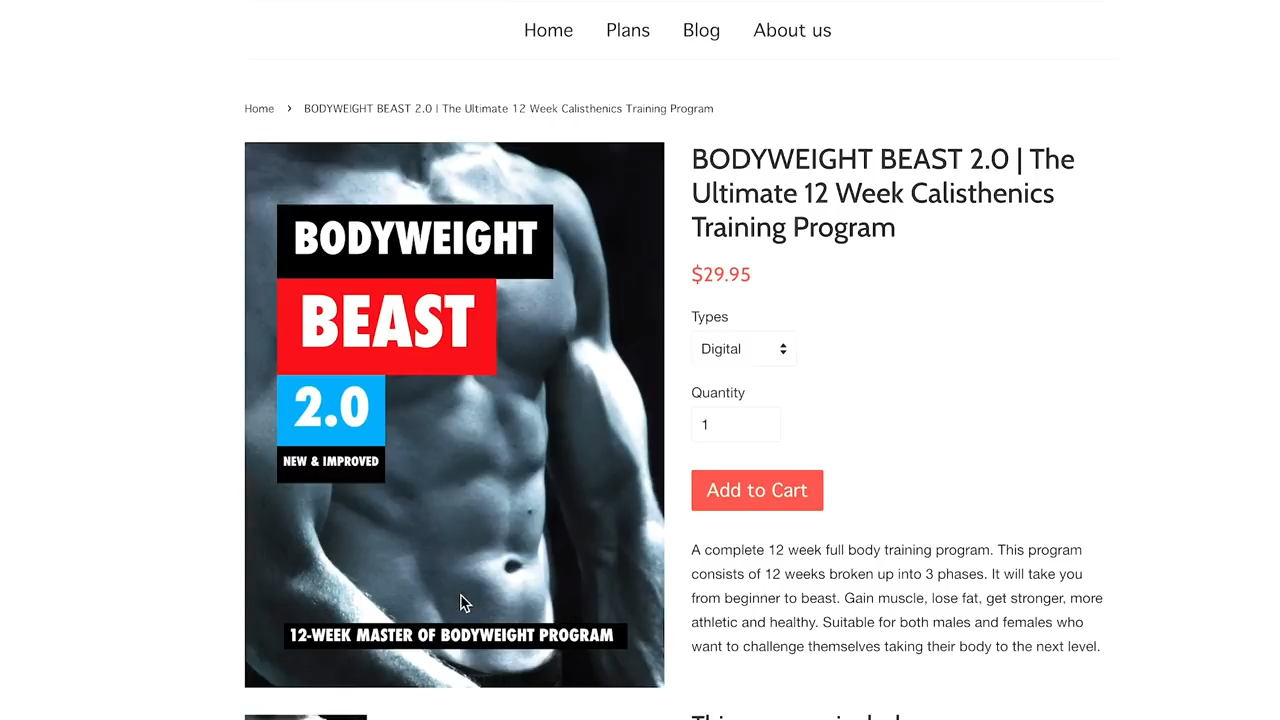 Home Plans Blog About us
Home › BODYWEIGHT BEAST 2.0 | The Ultimate 12 Week Calisthenics Training Program
BODYWEIGHT
BEAST
2.0
NEW & IMPROVED
12-WEEK MASTER OF BODYWEIGHT PROGRAM
BODYWEIGHT BEAST 2.0 | The
Ultimate 12 Week Calisthenics
Training Program
$29.95
Types
Digital
Quantity
1
Add to Cart
A complete 12 week full body training program. This program
consists of 12 weeks broken up into 3 phases. It will take you
from beginner to beast. Gain muscle, lose fat, get stronger, more
athletic and healthy. Suitable for both males and females who
want to challenge themselves taking their body to the next level.